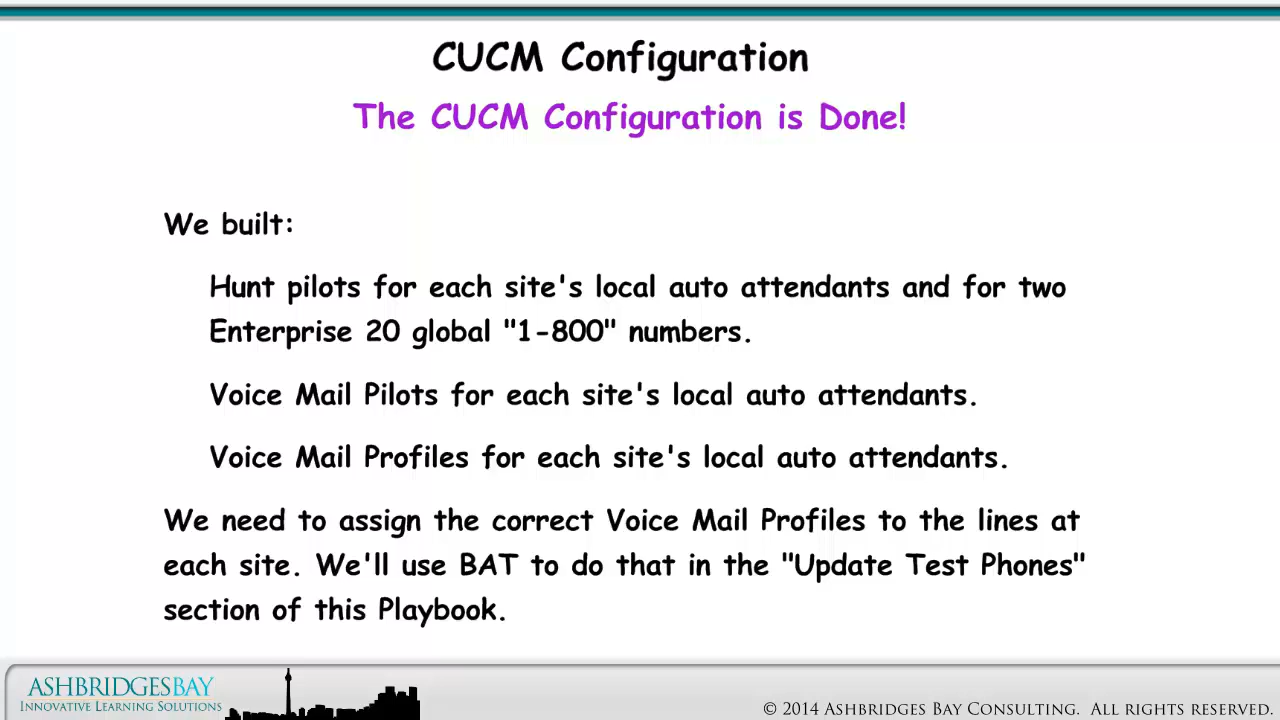 CUCM Configuration
The CUCM Configuration is Done!
We built:
Hunt pilots for each site's local auto attendants and for two
Enterprise 20 global "1-800" numbers.
Voice Mail Pilots for each site's local auto attendants.
Voice Mail Profiles for each site's local auto attendants.
We need to assign the correct Voice Mail Profiles to the lines at
each site. We'll use BAT to do that in the "Update Test Phones"
section of this Playbook.
ASHBRIDGESBAY
INNOVATIVE LEARNING SOLUTIONS
© 2014 ASHBRIDGES BAY CONSULTING. ALL RIGHTS RESERVED.